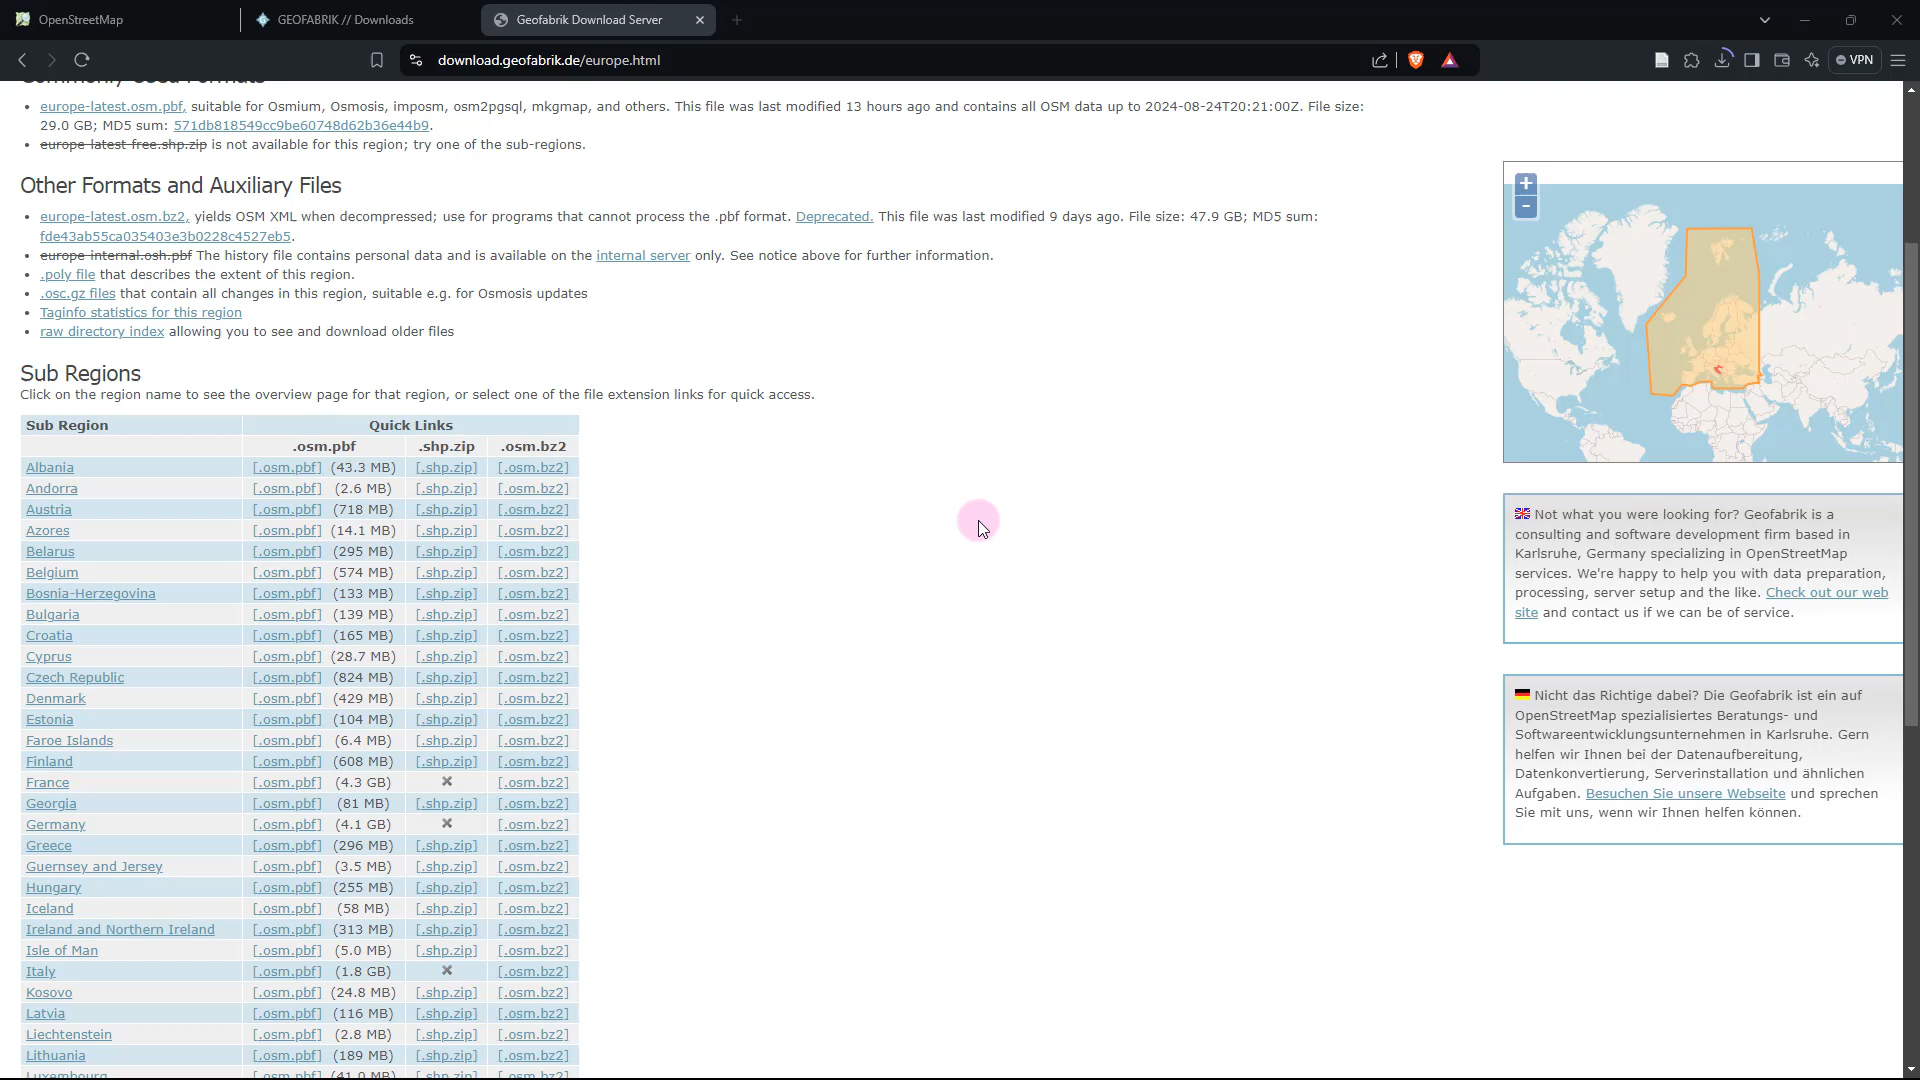 OpenStreetMap
GEOFABRIK // Downloads
Geofabrik Download Server
download.geofabrik.de/europe.html
VPN
Commonly Used Formats
• europe-latest.osm.pbf, suitable for Osmium, Osmosis, imposm, osm2pgsql, mkgmap, and others. This file was last modified 13 hours ago and contains all OSM data up to 2024-08-24T20:21:00Z. File size:
29.0 GB; MD5 sum: 571db818549cc9be60748d62b36e44b9.
• europe-latest-free.shp.zip is not available for this region; try one of the sub-regions.
Other Formats and Auxiliary Files
• europe-latest.osm.bz2, yields OSM XML when decompressed; use for programs that cannot process the .pbf format. Deprecated. This file was last modified 9 days ago. File size: 47.9 GB; MD5 sum:
fde43ab55ca035403e3b0228c4527eb5.
• europe-internal.osh.pbf The history file contains personal data and is available on the internal server only. See notice above for further information.
• .poly file that describes the extent of this region.
• .osc.gz files that contain all changes in this region, suitable e.g. for Osmosis updates
• Taginfo statistics for this region
• raw directory index allowing you to see and download older files
Sub Regions
Click on the region name to see the overview page for that region, or select one of the file extension links for quick access.
Sub Region Quick Links
.osm.pbf .shp.zip .osm.bz2
Albania [.osm.pbf] (43.3 MB) [.shp.zip] [.osm.bz2]
Andorra [.osm.pbf] (2.6 MB) [.shp.zip] [.osm.bz2]
Austria [.osm.pbf] (718 MB) [.shp.zip] [.osm.bz2]
Azores [.osm.pbf] (14.1 MB) [.shp.zip] [.osm.bz2]
Belarus [.osm.pbf] (295 MB) [.shp.zip] [.osm.bz2]
Belgium [.osm.pbf] (574 MB) [.shp.zip] [.osm.bz2]
Bosnia-Herzegovina [.osm.pbf] (133 MB) [.shp.zip] [.osm.bz2]
Bulgaria [.osm.pbf] (139 MB) [.shp.zip] [.osm.bz2]
Croatia [.osm.pbf] (165 MB) [.shp.zip] [.osm.bz2]
Cyprus [.osm.pbf] (28.7 MB) [.shp.zip] [.osm.bz2]
Czech Republic [.osm.pbf] (824 MB) [.shp.zip] [.osm.bz2]
Denmark [.osm.pbf] (429 MB) [.shp.zip] [.osm.bz2]
Estonia [.osm.pbf] (104 MB) [.shp.zip] [.osm.bz2]
Faroe Islands [.osm.pbf] (6.4 MB) [.shp.zip] [.osm.bz2]
Finland [.osm.pbf] (608 MB) [.shp.zip] [.osm.bz2]
France [.osm.pbf] (4.3 GB) ✖ [.osm.bz2]
Georgia [.osm.pbf] (81 MB) [.shp.zip] [.osm.bz2]
Germany [.osm.pbf] (4.1 GB) ✖ [.osm.bz2]
Greece [.osm.pbf] (296 MB) [.shp.zip] [.osm.bz2]
Guernsey and Jersey [.osm.pbf] (3.5 MB) [.shp.zip] [.osm.bz2]
Hungary [.osm.pbf] (255 MB) [.shp.zip] [.osm.bz2]
Iceland [.osm.pbf] (58 MB) [.shp.zip] [.osm.bz2]
Ireland and Northern Ireland [.osm.pbf] (313 MB) [.shp.zip] [.osm.bz2]
Isle of Man [.osm.pbf] (5.0 MB) [.shp.zip] [.osm.bz2]
Italy [.osm.pbf] (1.8 GB) ✖ [.osm.bz2]
Kosovo [.osm.pbf] (24.8 MB) [.shp.zip] [.osm.bz2]
Latvia [.osm.pbf] (116 MB) [.shp.zip] [.osm.bz2]
Liechtenstein [.osm.pbf] (2.8 MB) [.shp.zip] [.osm.bz2]
Lithuania [.osm.pbf] (189 MB) [.shp.zip] [.osm.bz2]
Luxembourg [.osm.pbf] (41.0 MB) [.shp.zip] [.osm.bz2]
+
−
Not what you were looking for? Geofabrik is a
consulting and software development firm based in
Karlsruhe, Germany specializing in OpenStreetMap
services. We're happy to help you with data preparation,
processing, server setup and the like. Check out our web
site and contact us if we can be of service.
Nicht das Richtige dabei? Die Geofabrik ist ein auf
OpenStreetMap spezialisiertes Beratungs- und
Softwareentwicklungsunternehmen in Karlsruhe. Gern
helfen wir Ihnen bei der Datenaufbereitung,
Datenkonvertierung, Serverinstallation und ähnlichen
Aufgaben. Besuchen Sie unsere Webseite und sprechen
Sie mit uns, wenn wir Ihnen helfen können.